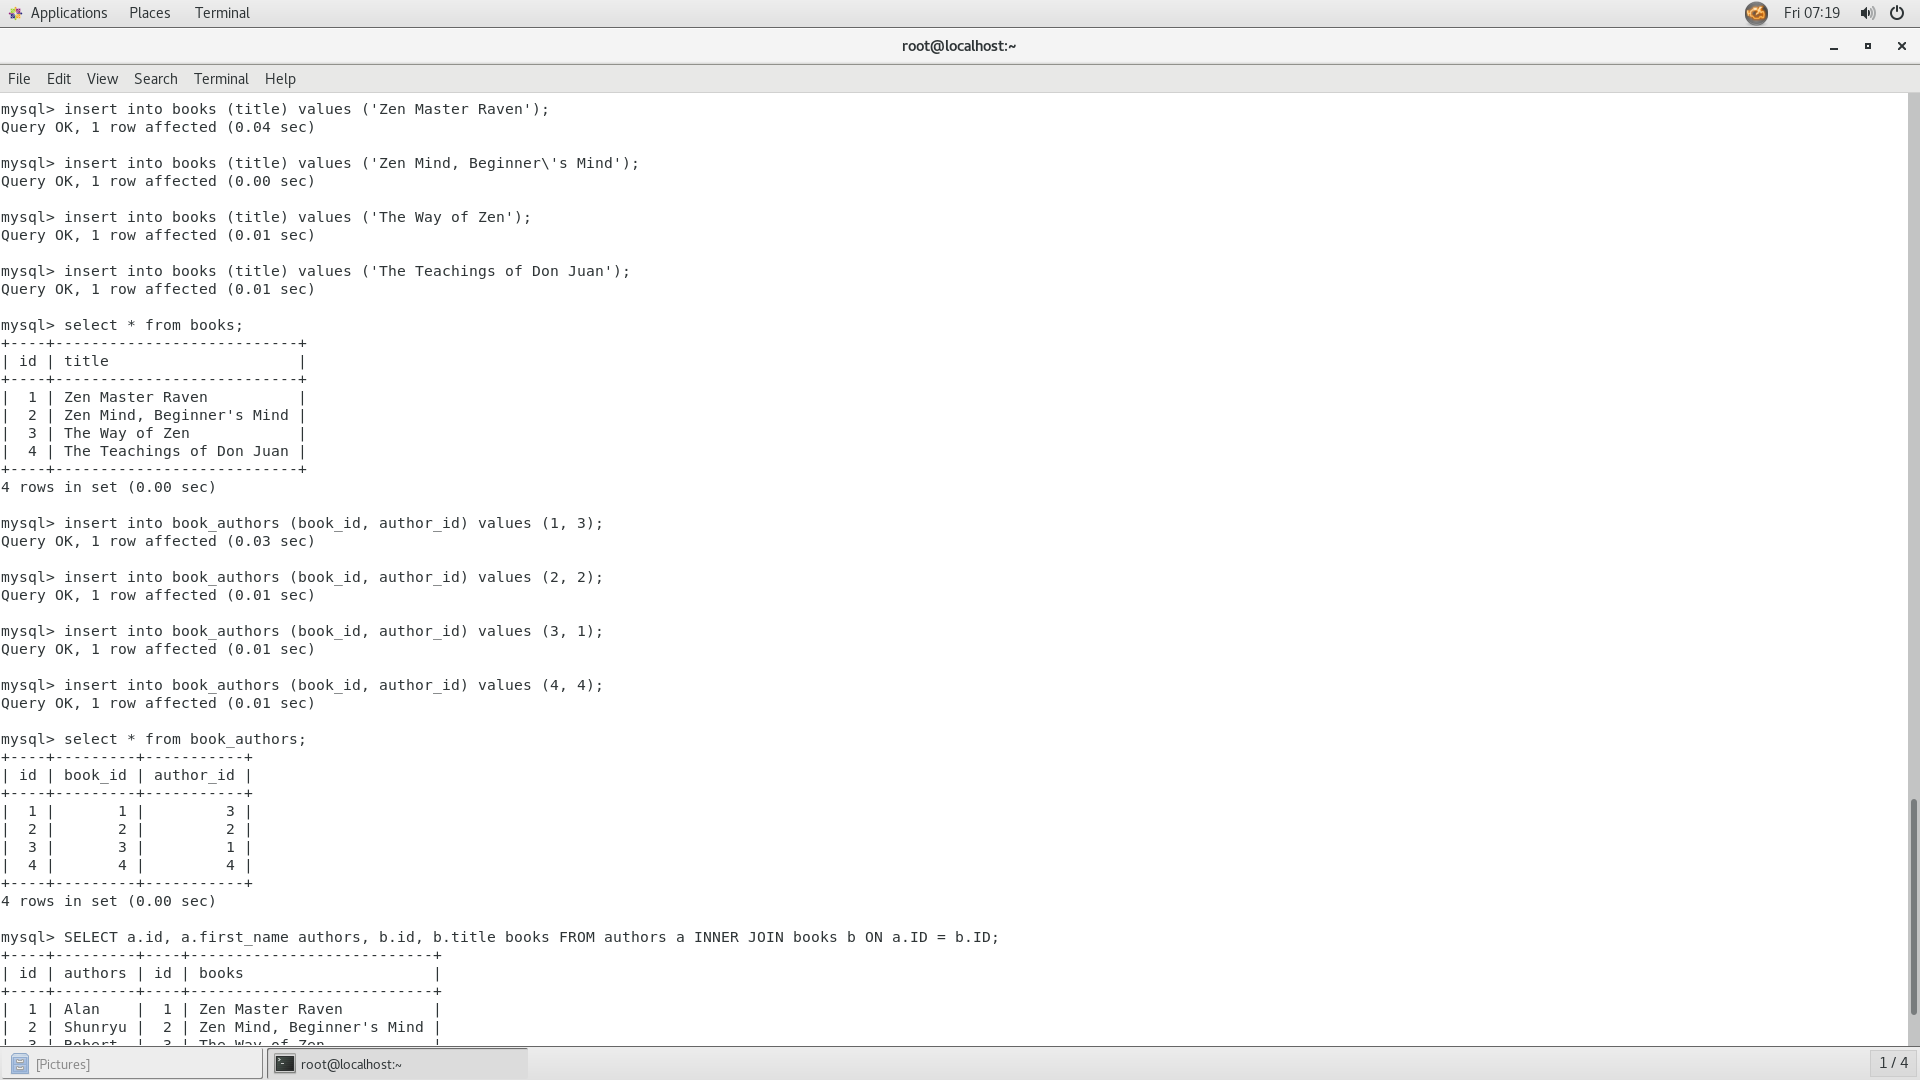 Applications Places Terminal Fri 07:19
root@localhost:~
File Edit View Search Terminal Help
mysql> insert into books (title) values ('Zen Master Raven');
Query OK, 1 row affected (0.04 sec)
mysql> insert into books (title) values ('Zen Mind, Beginner\'s Mind');
Query OK, 1 row affected (0.00 sec)
mysql> insert into books (title) values ('The Way of Zen');
Query OK, 1 row affected (0.01 sec)
mysql> insert into books (title) values ('The Teachings of Don Juan');
Query OK, 1 row affected (0.01 sec)
mysql> select * from books;
+----+---------------------------+
| id | title                     |
+----+---------------------------+
|  1 | Zen Master Raven          |
|  2 | Zen Mind, Beginner's Mind |
|  3 | The Way of Zen            |
|  4 | The Teachings of Don Juan |
+----+---------------------------+
4 rows in set (0.00 sec)
mysql> insert into book_authors (book_id, author_id) values (1, 3);
Query OK, 1 row affected (0.03 sec)
mysql> insert into book_authors (book_id, author_id) values (2, 2);
Query OK, 1 row affected (0.01 sec)
mysql> insert into book_authors (book_id, author_id) values (3, 1);
Query OK, 1 row affected (0.01 sec)
mysql> insert into book_authors (book_id, author_id) values (4, 4);
Query OK, 1 row affected (0.01 sec)
mysql> select * from book_authors;
+----+---------+-----------+
| id | book_id | author_id |
+----+---------+-----------+
|  1 |       1 |         3 |
|  2 |       2 |         2 |
|  3 |       3 |         1 |
|  4 |       4 |         4 |
+----+---------+-----------+
4 rows in set (0.00 sec)
mysql> SELECT a.id, a.first_name authors, b.id, b.title books FROM authors a INNER JOIN books b ON a.ID = b.ID;
+----+---------+----+---------------------------+
| id | authors | id | books                     |
+----+---------+----+---------------------------+
|  1 | Alan    |  1 | Zen Master Raven          |
|  2 | Shunryu |  2 | Zen Mind, Beginner's Mind |
|  3 | Robert  |  3 | The Way of Zen            |
[Pictures] root@localhost:~ 1 / 4